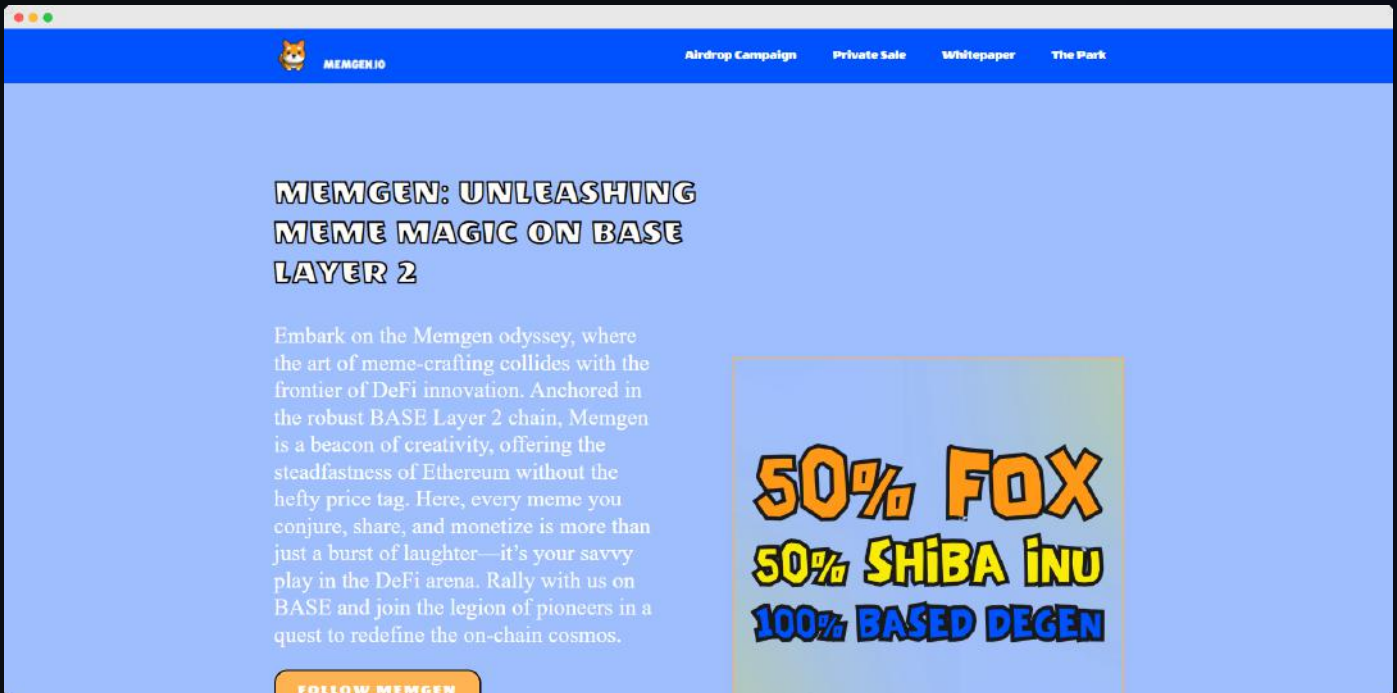 MEMGEN.IO
Airdrop Campaign Private Sale Whitepaper The Park
MEMGEN: UNLEASHING
MEME MAGIC ON BASE
LAYER 2
Embark on the Memgen odyssey, where
the art of meme-crafting collides with the
frontier of DeFi innovation. Anchored in
the robust BASE Layer 2 chain, Memgen
is a beacon of creativity, offering the
steadfastness of Ethereum without the
hefty price tag. Here, every meme you
conjure, share, and monetize is more than
just a burst of laughter—it’s your savvy
play in the DeFi arena. Rally with us on
BASE and join the legion of pioneers in a
quest to redefine the on-chain cosmos.
FOLLOW MEMGEN
50% FOX
50% SHiBA iNU
100% BASED DEGEN